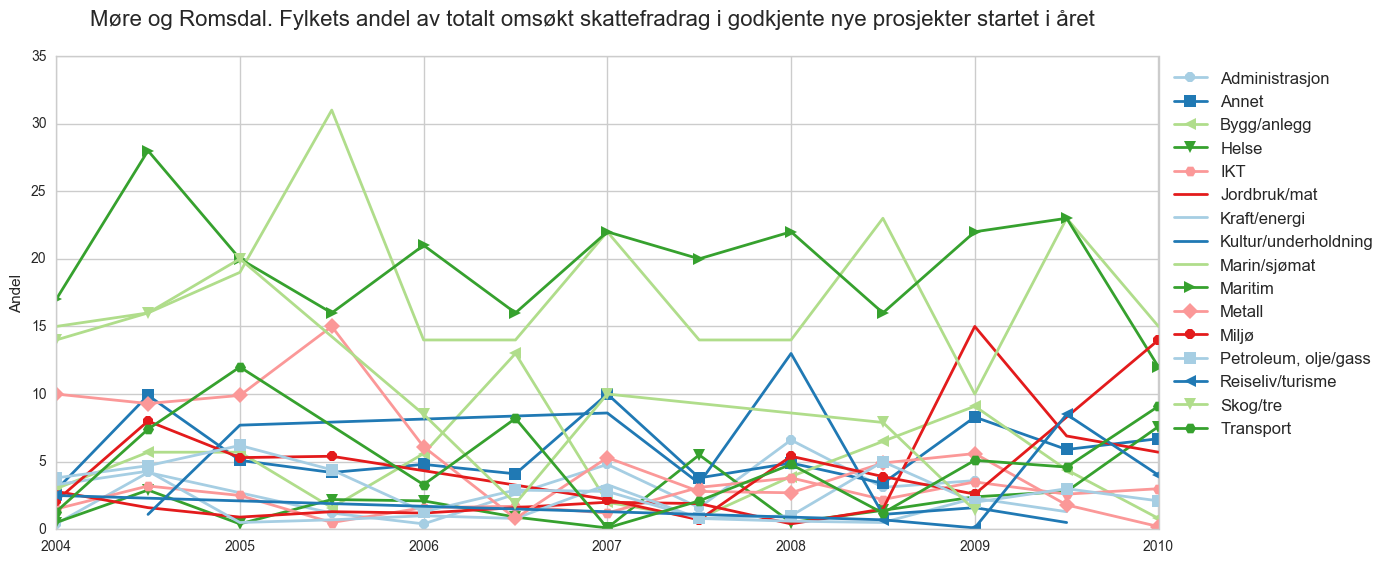 Møre og Romsdal. Fylkets andel av totalt omsøkt skattefradrag i godkjente nye prosjekter startet i året
35
30
25
20
15
10
5
0
Andel
2004 2005 2006 2007 2008 2009 2010
Administrasjon
Annet
Bygg/anlegg
Helse
IKT
Jordbruk/mat
Kraft/energi
Kultur/underholdning
Marin/sjømat
Maritim
Metall
Miljø
Petroleum, olje/gass
Reiseliv/turisme
Skog/tre
Transport